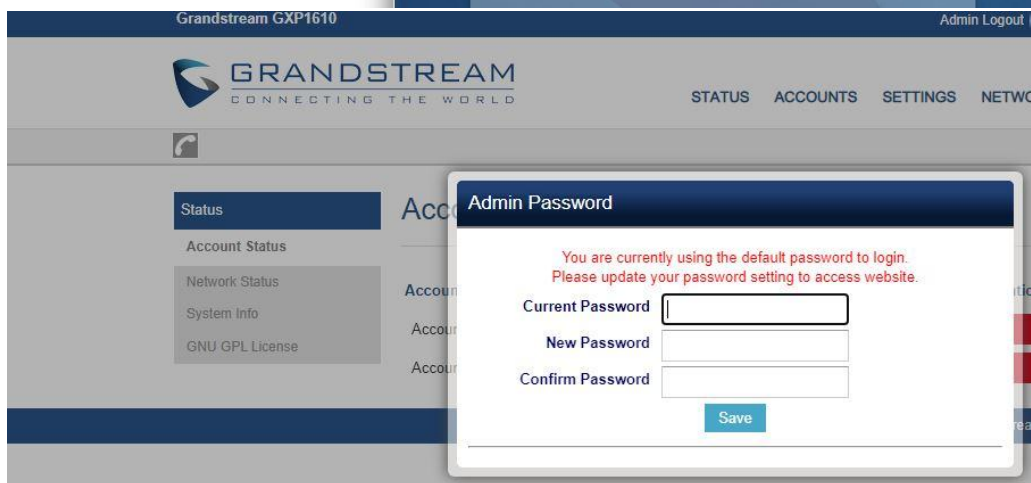 Grandstream GXP1610
Admin Logout
GRANDSTREAM
CONNECTING THE WORLD
STATUS ACCOUNTS SETTINGS
Status
Account Status
Network Status
System Info
GNU GPL License
Admin Password
You are currently using the default password to login.
Please update your password setting to access website.
Current Password
New Password
Confirm Password
Save